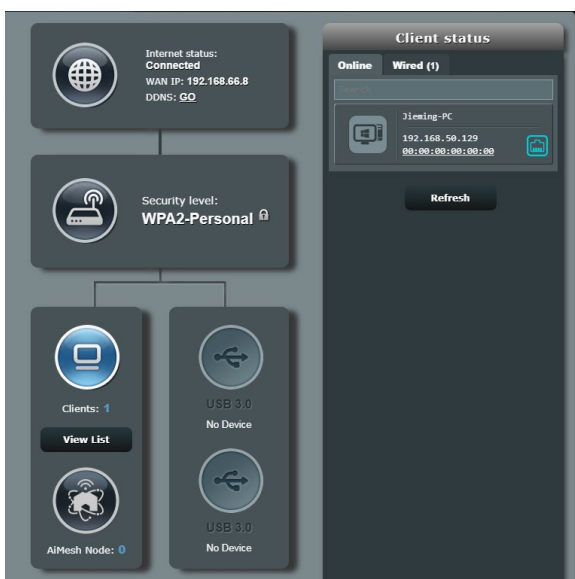 Internet status:
Connected
WAN IP: 192.168.66.8
DDNS: GO
Security level:
WPA2-Personal
Clients: 1
View List
AiMesh Node: 0
USB 3.0
No Device
USB 3.0
No Device
Client status
Online Wired (1)
Jieming-PC
192.168.50.129
00:00:00:00:00:00
Refresh